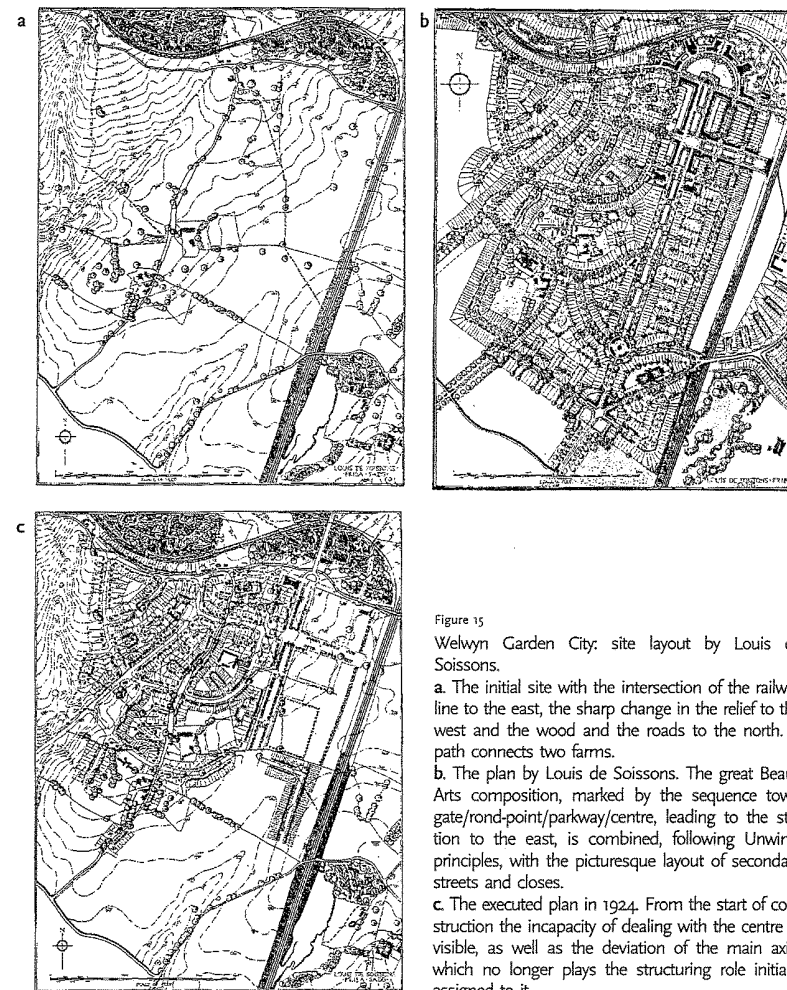 a
b
c
Figure 15
Welwyn Garden City: site layout by Louis
Soissons.
a. The initial site with the intersection of the railw
line to the east, the sharp change in the relief to th
west and the wood and the roads to the north.
path connects two farms.
b. The plan by Louis de Soissons. The great Beau
Arts composition, marked by the sequence tow
gate/rond-point/parkway/centre, leading to the st
tion to the east, is combined, following Unwin
principles, with the picturesque layout of seconda
streets and closes.
c. The executed plan in 1924. From the start of co
struction the incapacity of dealing with the centre
visible, as well as the deviation of the main axi
which no longer plays the structuring role initia